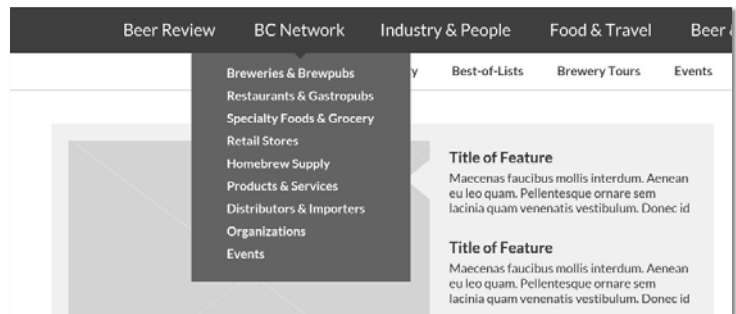 Beer Review BC Network Industry & People Food & Travel Beer
Best-of-Lists Brewery Tours Events
Breweries & Brewpubs
Restaurants & Gastropubs
Specialty Foods & Grocery
Retail Stores
Homebrew Supply
Products & Services
Distributors & Importers
Organizations
Events
Title of Feature
Maecenas faucibus mollis interdum. Aenean
eu leo quam. Pellentesque ornare sem
lacinia quam venenatis vestibulum. Donec id
Title of Feature
Maecenas faucibus mollis interdum. Aenean
eu leo quam. Pellentesque ornare sem
lacinia quam venenatis vestibulum. Donec id